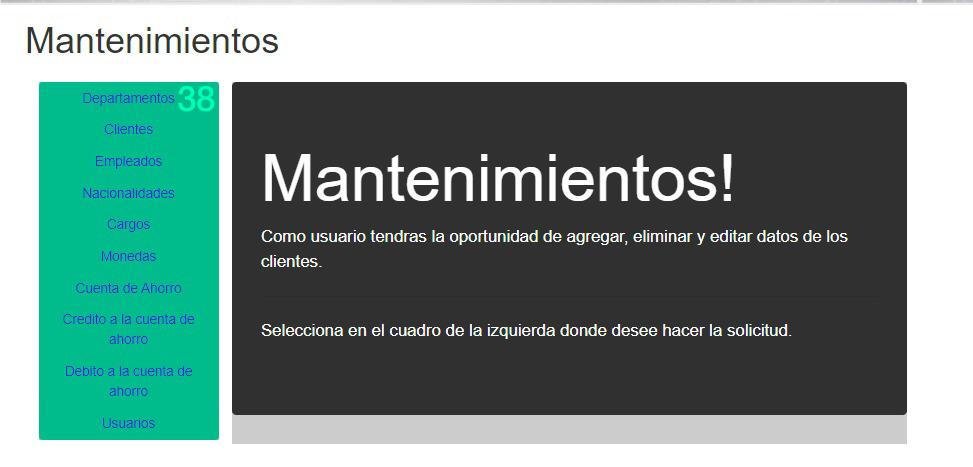 Mantenimientos
Departamentos 38
Clientes
Empleados
Nacionalidades
Cargos
Monedas
Cuenta de Ahorro
Credito a la cuenta de
ahorro
Debito a la cuenta de
ahorro
Usuarios
Mantenimientos!
Como usuario tendras la oportunidad de agregar, eliminar y editar datos de los
clientes.
Selecciona en el cuadro de la izquierda donde desee hacer la solicitud.